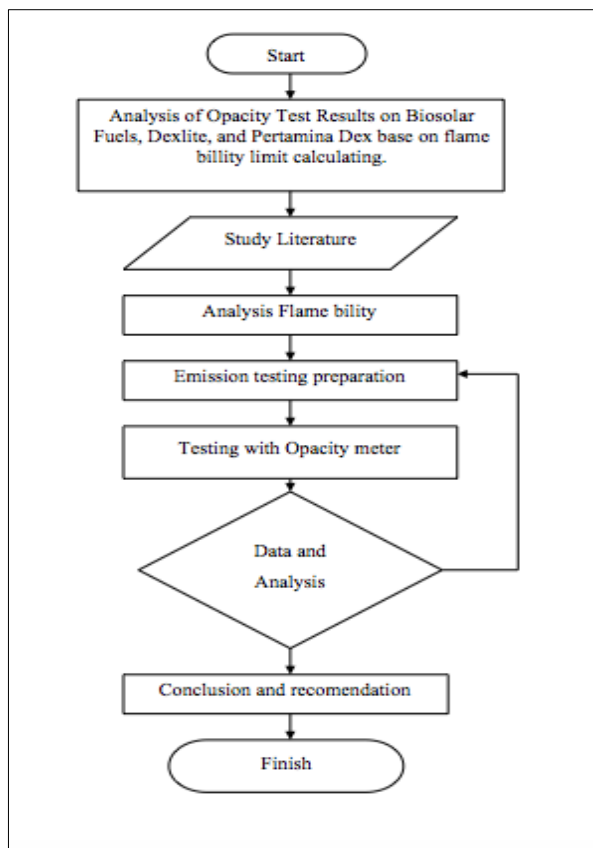 Start
Analysis of Opacity Test Results on Biosolar
Fuels, Dexlite, and Pertamina Dex base on flame
billity limit calculating.
Study Literature
Analysis Flame bility
Emission testing preparation
Testing with Opacity meter
Data and
Analysis
Conclusion and recomendation
Finish